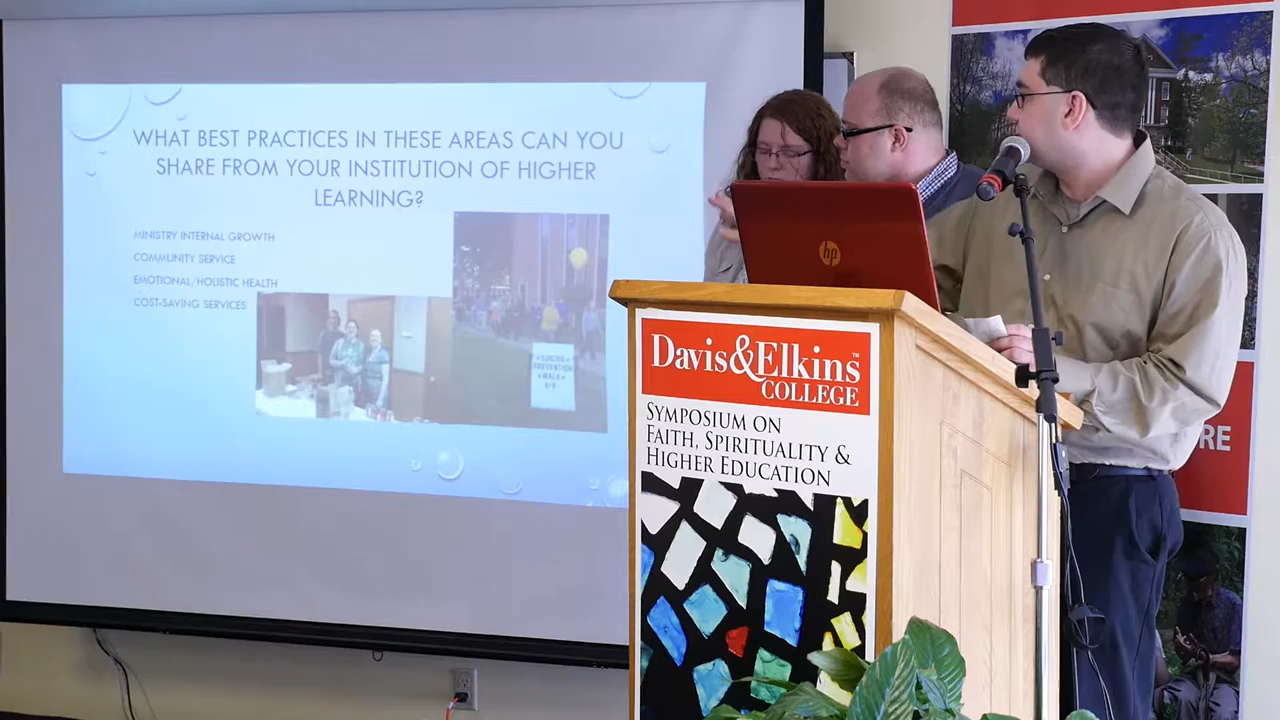 WHAT BEST PRACTICES IN THESE AREAS CAN YOU
SHARE FROM YOUR INSTITUTION OF HIGHER
LEARNING?
MINISTRY INTERNAL GROWTH
COMMUNITY SERVICE
EMOTIONAL/HOLISTIC HEALTH
COST-SAVING SERVICES
SUICIDE
PREVENTION
WALK
hp
Davis&Elkins™
COLLEGE
SYMPOSIUM ON
FAITH, SPIRITUALITY &
HIGHER EDUCATION
RE